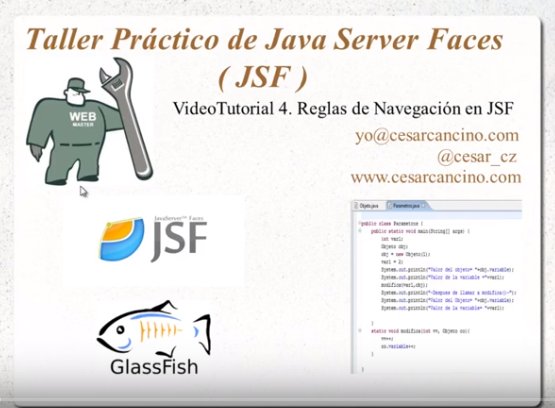 Taller Práctico de Java Server Faces
( JSF )
VideoTutorial 4. Reglas de Navegación en JSF
yo@cesarcancino.com
@cesar_cz
www.cesarcancino.com
WEB
MASTER
JavaServer™ Faces
JSF
GlassFish
Objeto.java Parametros.java
public class Parametros {
public static void main(String[] args) {
int var1;
Objeto obj;
obj = new Objeto(1);
var1 = 2;
System.out.println("Valor del objeto= "+obj.variable);
System.out.println("Valor de la variable ="+var1);
modifica(var1,obj);
System.out.println("-Despues de llamar a modifica()-");
System.out.println("Valor del objeto= "+obj.variable);
System.out.println("Valor de la variable= "+var1);
}
static void modifica(int vv, Objeto oo){
vv++;
oo.variable++;
}
}